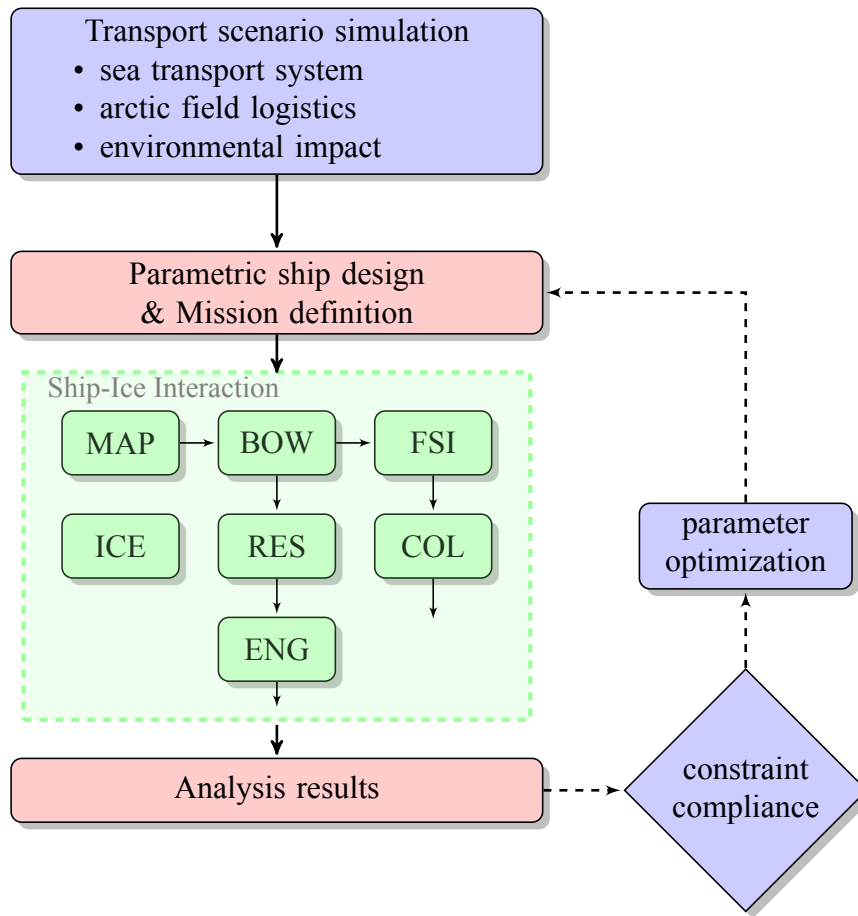 Transport scenario simulation
• sea transport system
• arctic field logistics
• environmental impact
Parametric ship design
& Mission definition
Ship-Ice Interaction
MAP
BOW
FSI
ICE
RES
COL
ENG
parameter
optimization
Analysis results
constraint
compliance